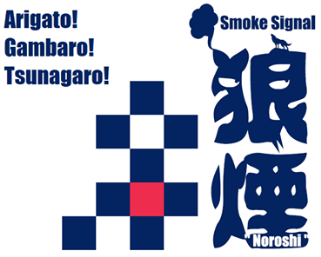 Arigato!
Gambaro!
Tsunagaro!
Smoke Signal
狼煙
"Noroshi"